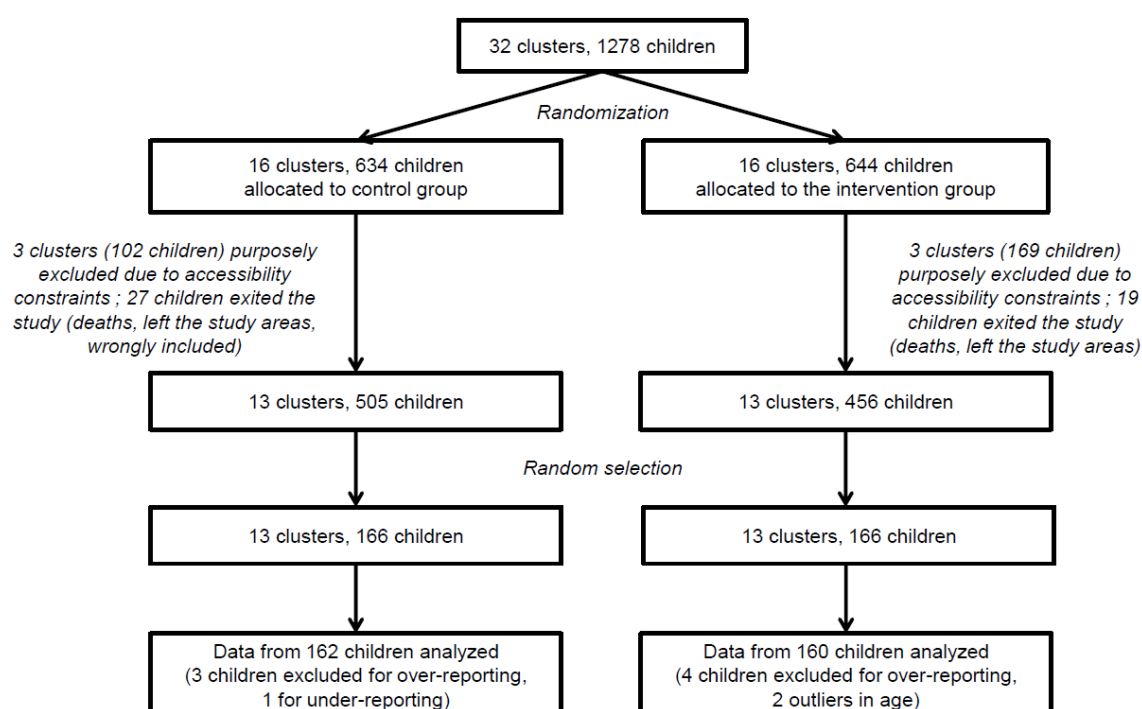 32 clusters, 1278 children
Randomization
16 clusters, 634 children
allocated to control group
16 clusters, 644 children
allocated to the intervention group
3 clusters (102 children) purposely
excluded due to accessibility
constraints ; 27 children exited the
study (deaths, left the study areas,
wrongly included)
3 clusters (169 children)
purposely excluded due to
accessibility constraints ; 19
children exited the study
(deaths, left the study areas)
13 clusters, 505 children
13 clusters, 456 children
Random selection
13 clusters, 166 children
13 clusters, 166 children
Data from 162 children analyzed
(3 children excluded for over-reporting,
1 for under-reporting)
Data from 160 children analyzed
(4 children excluded for over-reporting,
2 outliers in age)